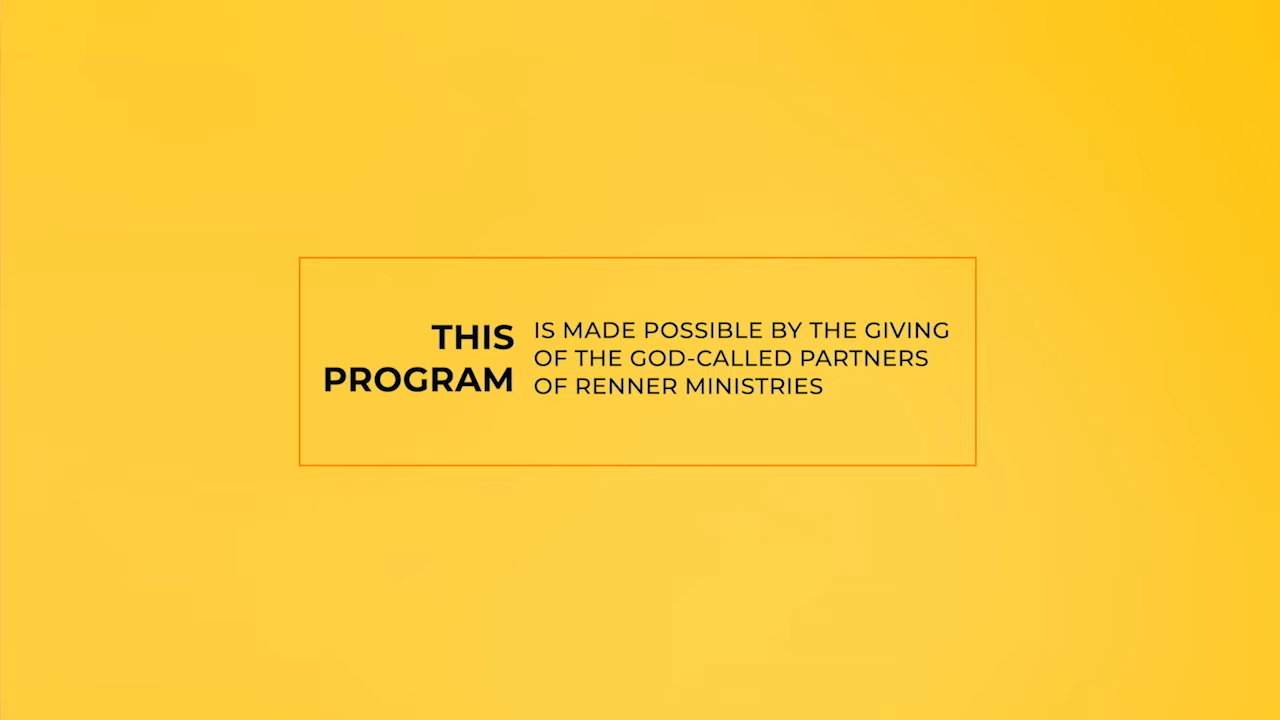 THIS
PROGRAM
IS MADE POSSIBLE BY THE GIVING
OF THE GOD-CALLED PARTNERS
OF RENNER MINISTRIES